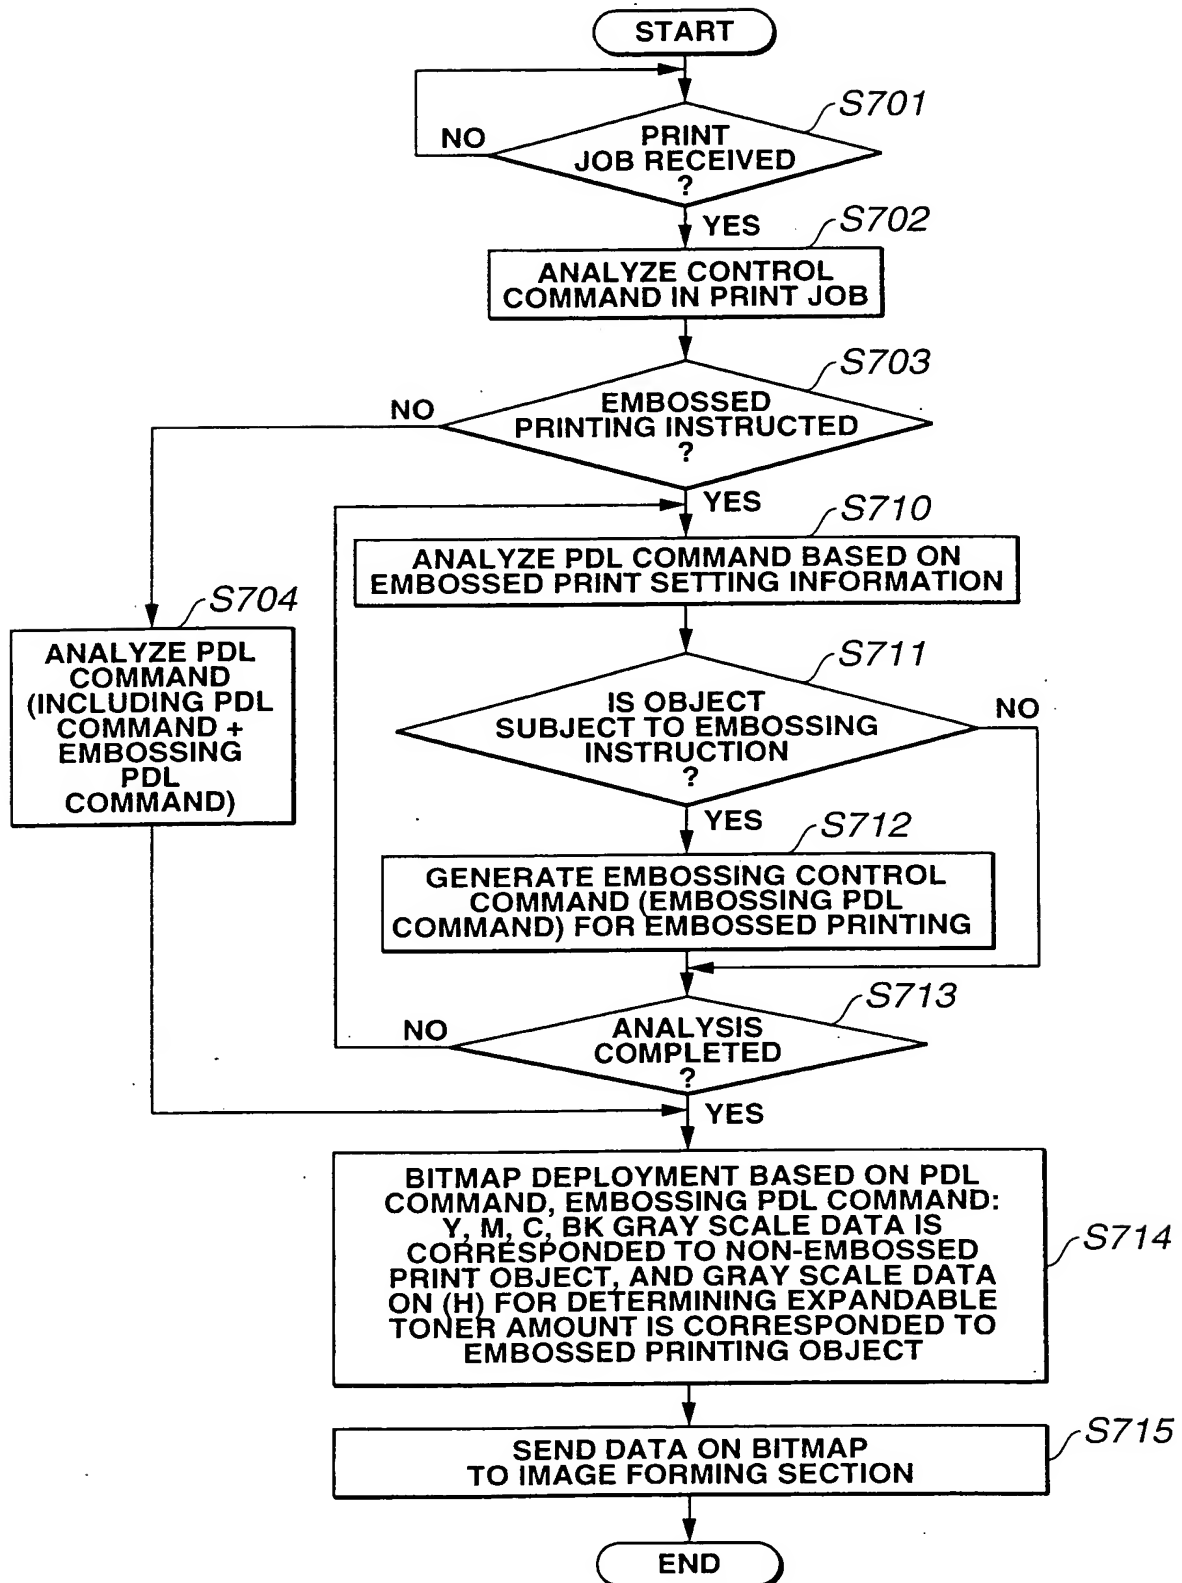 START
S701
PRINT
JOB RECEIVED
?
NO
YES
S702
ANALYZE CONTROL
COMMAND IN PRINT JOB
S703
EMBOSSED
PRINTING INSTRUCTED
?
NO
YES
S710
ANALYZE PDL COMMAND BASED ON
EMBOSSED PRINT SETTING INFORMATION
S704
ANALYZE PDL
COMMAND
(INCLUDING PDL
COMMAND +
EMBOSSING
PDL
COMMAND)
S711
IS OBJECT
SUBJECT TO EMBOSSING
INSTRUCTION
?
NO
YES
S712
GENERATE EMBOSSING CONTROL
COMMAND (EMBOSSING PDL
COMMAND) FOR EMBOSSED PRINTING
S713
ANALYSIS
COMPLETED
?
NO
YES
BITMAP DEPLOYMENT BASED ON PDL
COMMAND, EMBOSSING PDL COMMAND:
Y, M, C, BK GRAY SCALE DATA IS
CORRESPONDED TO NON-EMBOSSED
PRINT OBJECT, AND GRAY SCALE DATA
ON (H) FOR DETERMINING EXPANDABLE
TONER AMOUNT IS CORRESPONDED TO
EMBOSSED PRINTING OBJECT
S714
SEND DATA ON BITMAP
TO IMAGE FORMING SECTION
S715
END